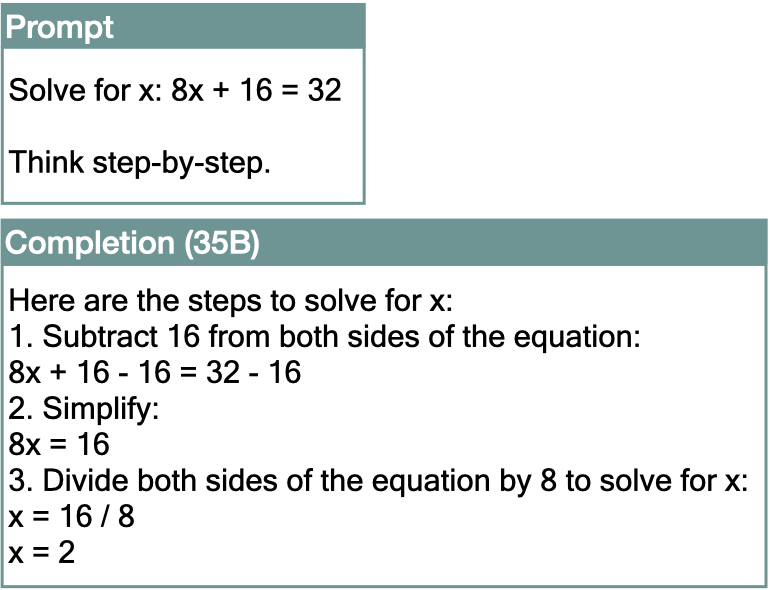 Prompt
Solve for x: 8x + 16 = 32
Think step-by-step.
Completion (35B)
Here are the steps to solve for x:
1. Subtract 16 from both sides of the equation:
8x + 16 - 16 = 32 - 16
2. Simplify:
8x = 16
3. Divide both sides of the equation by 8 to solve for x:
x = 16 / 8
x = 2